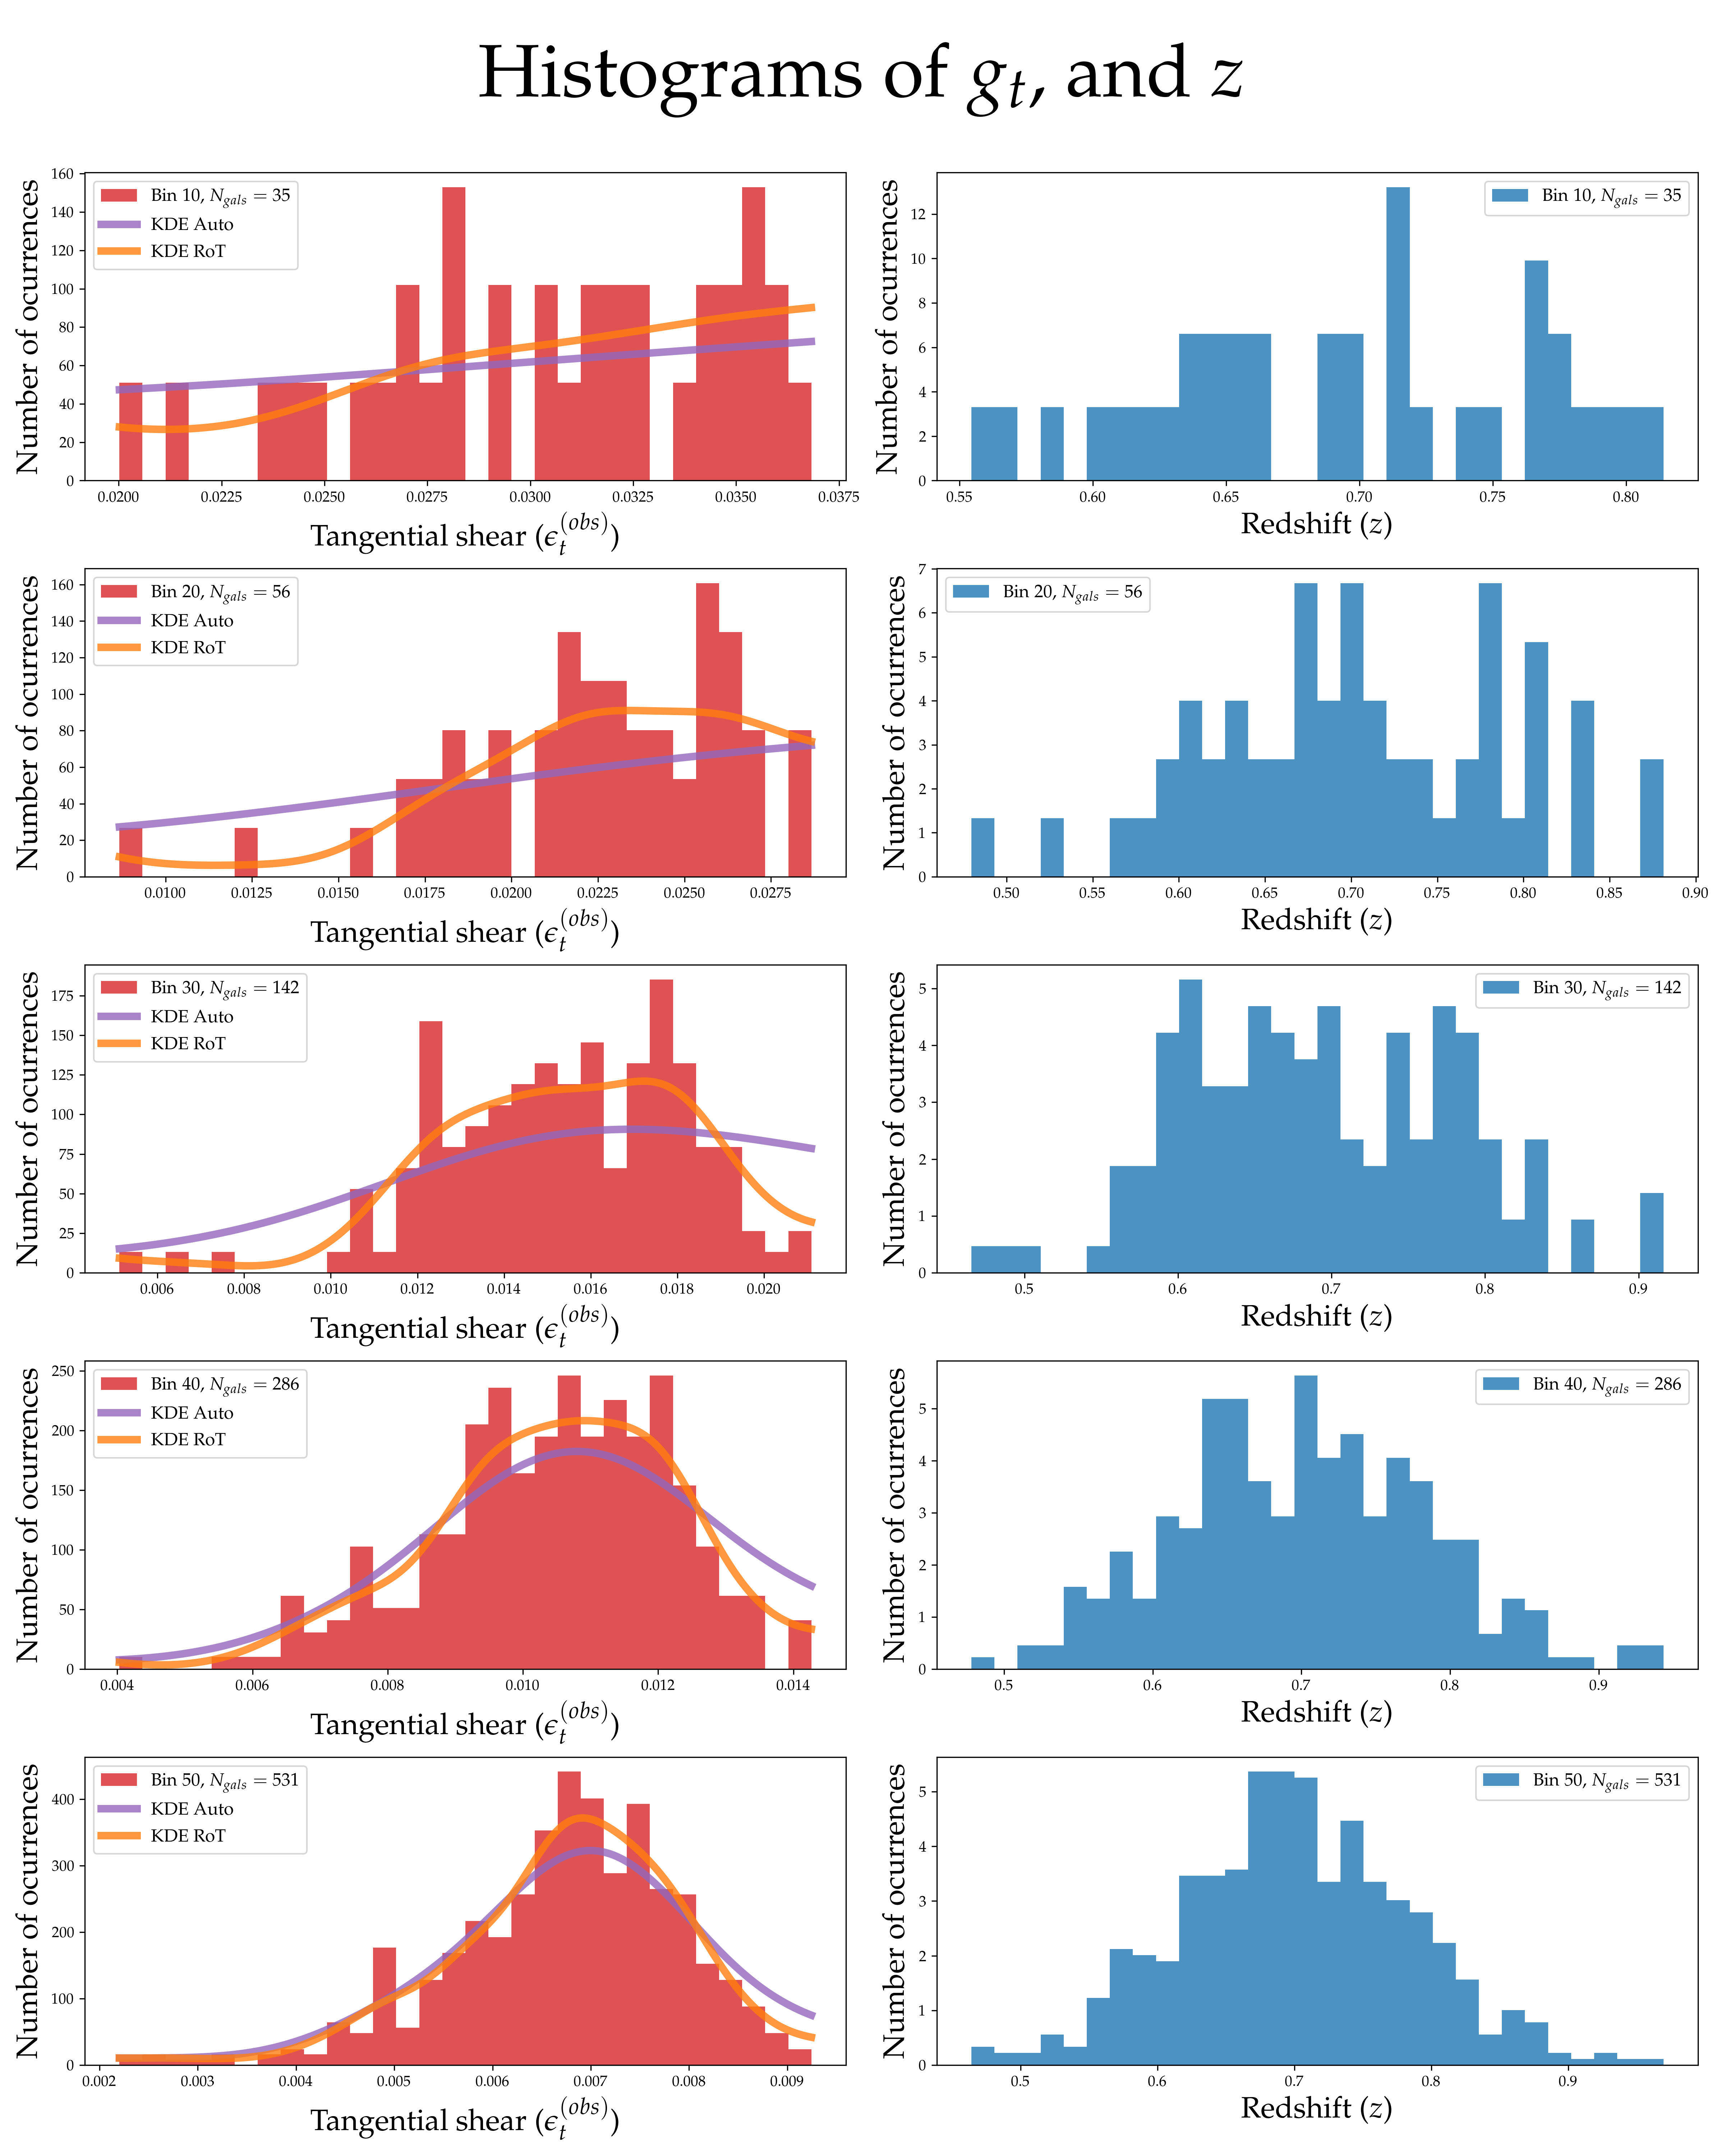 Histograms of g_t, and z
Number of ocurrences
160
140
120
100
80
60
40
20
0
Bin 10, N_gals = 35
KDE Auto
KDE RoT
0.0200 0.0225 0.0250 0.0275 0.0300 0.0325 0.0350 0.0375
Tangential shear (ϵ_t^(obs))
Number of ocurrences
12
10
8
6
4
2
0
Bin 10, N_gals = 35
0.55 0.60 0.65 0.70 0.75 0.80
Redshift (z)
Number of ocurrences
160
140
120
100
80
60
40
20
0
Bin 20, N_gals = 56
KDE Auto
KDE RoT
0.0100 0.0125 0.0150 0.0175 0.0200 0.0225 0.0250 0.0275
Tangential shear (ϵ_t^(obs))
Number of ocurrences
7
6
5
4
3
2
1
0
Bin 20, N_gals = 56
0.50 0.55 0.60 0.65 0.70 0.75 0.80 0.85 0.90
Redshift (z)
Number of ocurrences
175
150
125
100
75
50
25
0
Bin 30, N_gals = 142
KDE Auto
KDE RoT
0.006 0.008 0.010 0.012 0.014 0.016 0.018 0.020
Tangential shear (ϵ_t^(obs))
Number of ocurrences
5
4
3
2
1
0
Bin 30, N_gals = 142
0.5 0.6 0.7 0.8 0.9
Redshift (z)
Number of ocurrences
250
200
150
100
50
0
Bin 40, N_gals = 286
KDE Auto
KDE RoT
0.004 0.006 0.008 0.010 0.012 0.014
Tangential shear (ϵ_t^(obs))
Number of ocurrences
5
4
3
2
1
0
Bin 40, N_gals = 286
0.5 0.6 0.7 0.8 0.9
Redshift (z)
Number of ocurrences
400
300
200
100
0
Bin 50, N_gals = 531
KDE Auto
KDE RoT
0.002 0.003 0.004 0.005 0.006 0.007 0.008 0.009
Tangential shear (ϵ_t^(obs))
Number of ocurrences
5
4
3
2
1
0
Bin 50, N_gals = 531
0.5 0.6 0.7 0.8 0.9
Redshift (z)